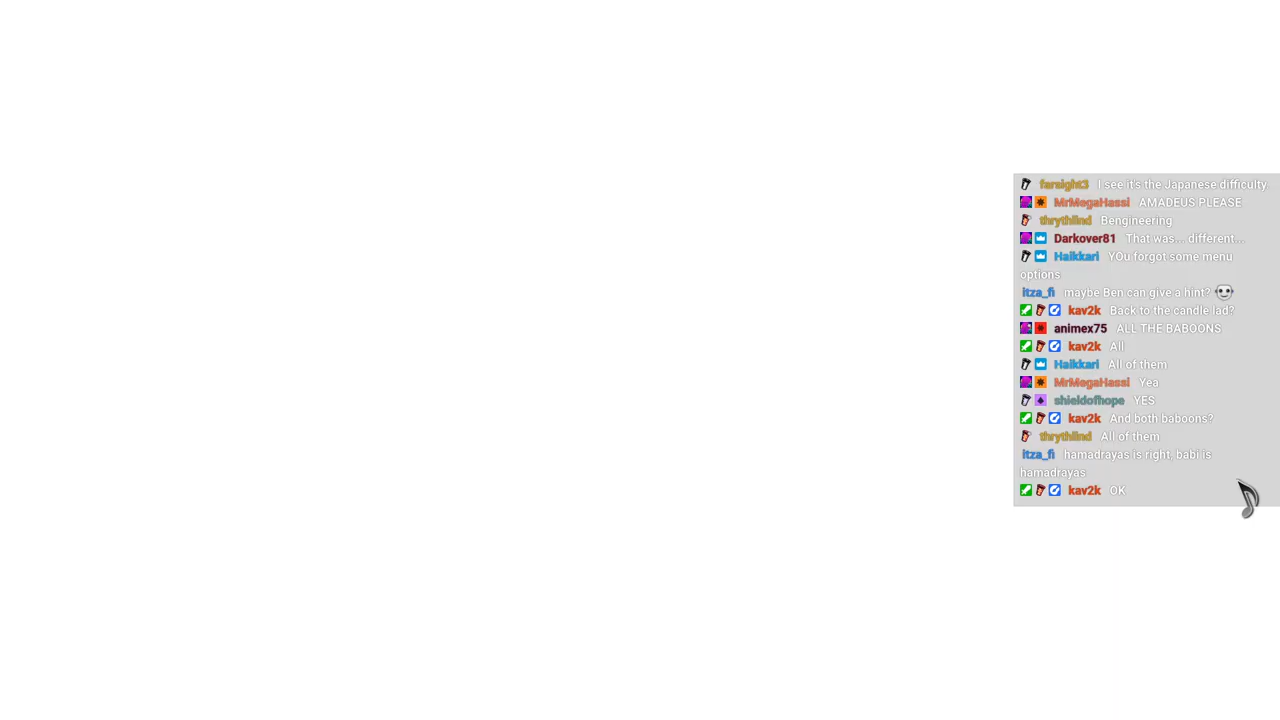 farsight3 I see it's the Japanese difficulty
MrMegaHassi AMADEUS PLEASE
thrythlind Bengineering
Darkover81 That was... different...
Haikkari YOu forgot some menu
options
itza_fi maybe Ben can give a hint?
kav2k Back to the candle lad?
animex75 ALL THE BABOONS
kav2k All
Haikkari All of them
MrMegaHassi Yea
shieldofhope YES
kav2k And both baboons?
thrythlind All of them
itza_fi hamadrayas is right, babi is
hamadrayas
kav2k OK